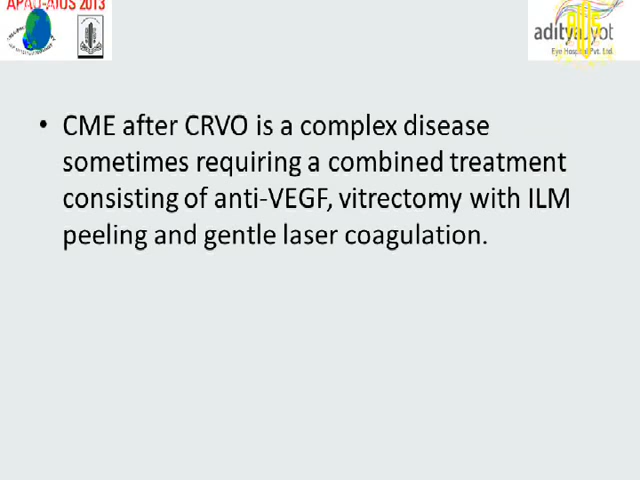 APAO-AIOS 2013
adityaJyot
Eye Hospital Pvt. Ltd.
• CME after CRVO is a complex disease
sometimes requiring a combined treatment
consisting of anti-VEGF, vitrectomy with ILM
peeling and gentle laser coagulation.